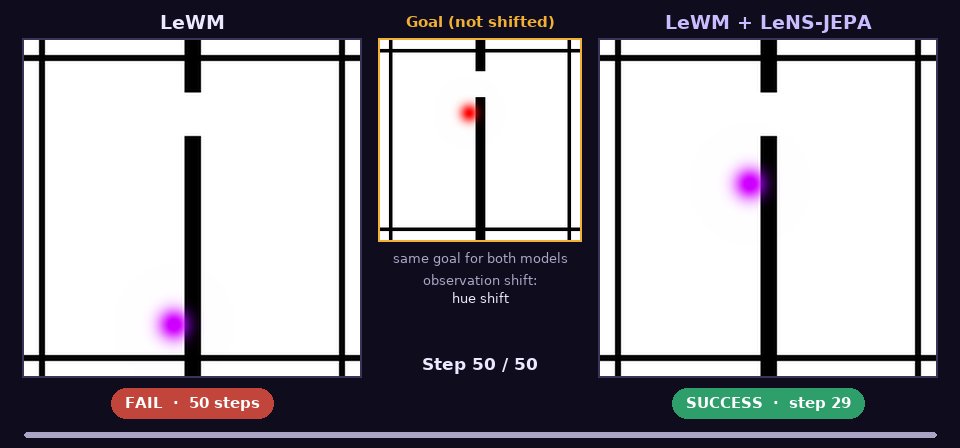 LeWM
Goal (not shifted)
LeWM + LeNS-JEPA
same goal for both models
observation shift:
hue shift
Step 50 / 50
FAIL · 50 steps
SUCCESS · step 29